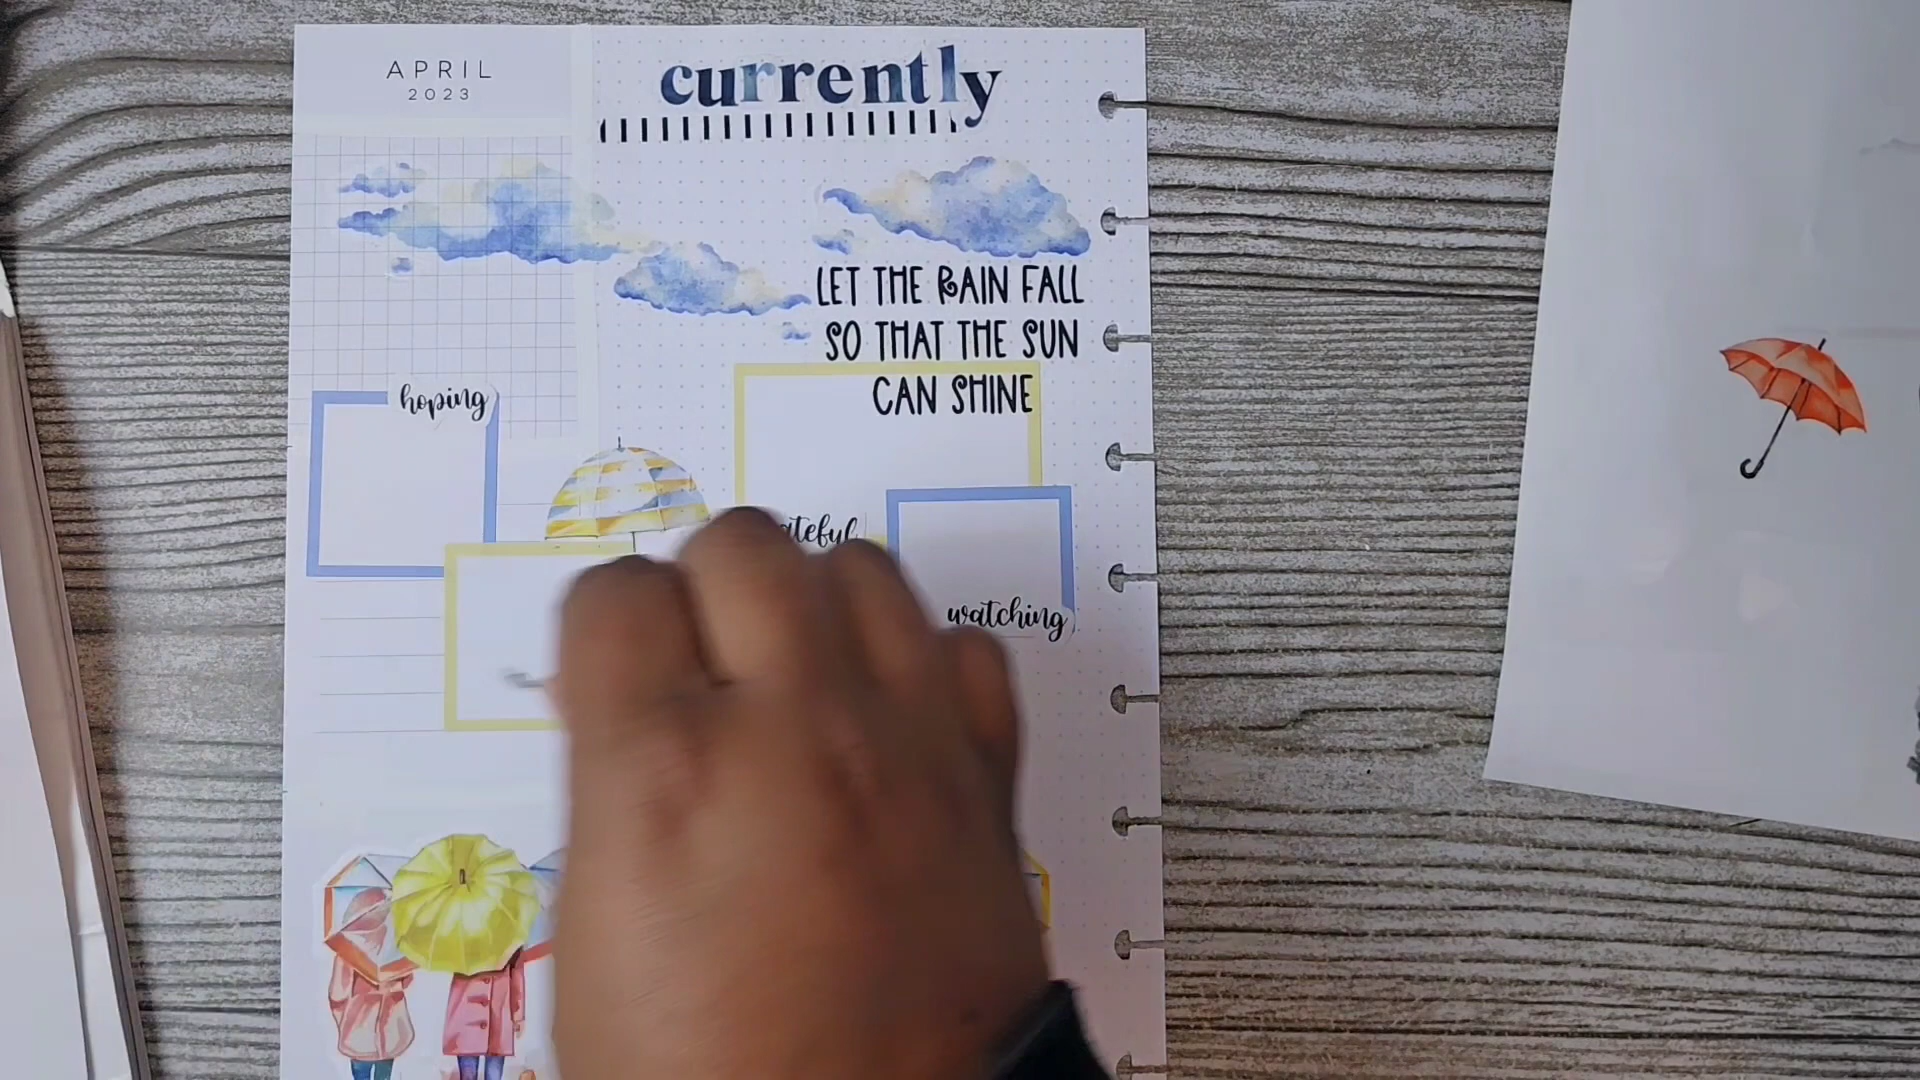 APRIL
2023
currently
LET THE RAIN FALL
SO THAT THE SUN
CAN SHINE
hoping
watching